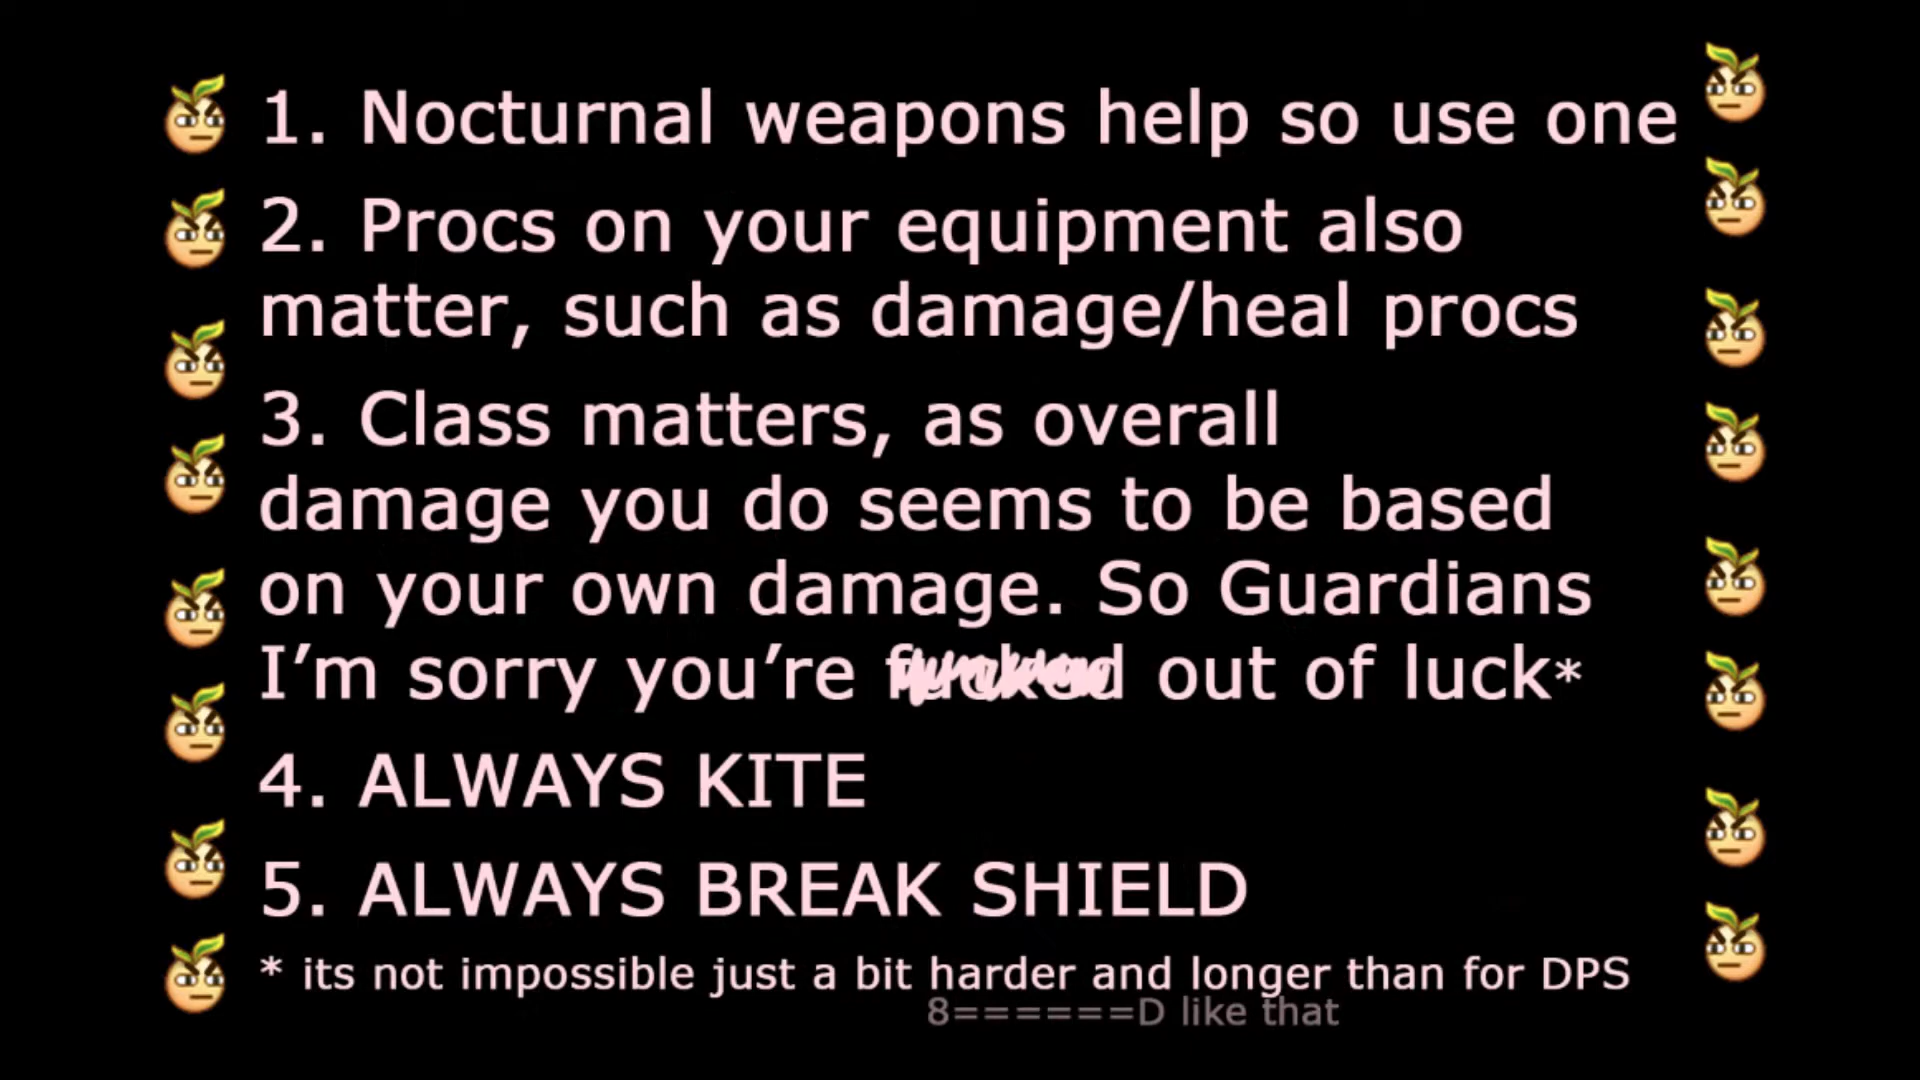 1. Nocturnal weapons help so use one
2. Procs on your equipment also
matter, such as damage/heal procs
3. Class matters, as overall
damage you do seems to be based
on your own damage. So Guardians
I’m sorry you’re fucked out of luck*
4. ALWAYS KITE
5. ALWAYS BREAK SHIELD
* its not impossible just a bit harder and longer than for DPS
8======D like that